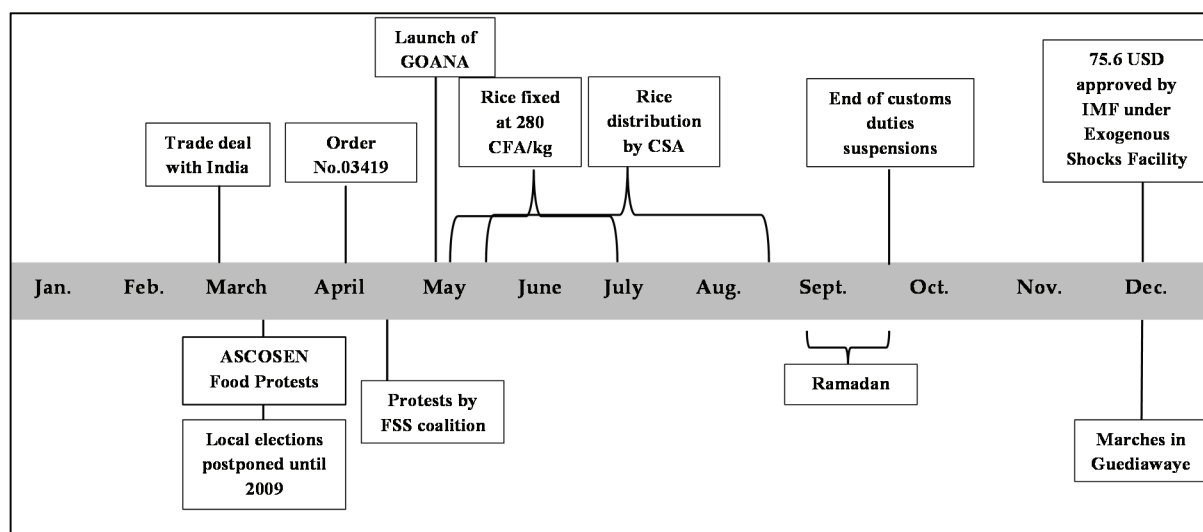 Launch of
GOANA
75.6 USD
approved by
IMF under
Exogenous
Shocks Facility
Rice fixed
at 280
CFA/kg
Rice
distribution
by CSA
End of customs
duties
suspensions
Trade deal
with India
Order
No.03419
Jan. Feb. March April May June July Aug. Sept. Oct. Nov. Dec.
ASCOSEN
Food Protests
Local elections
postponed until
2009
Protests by
FSS coalition
Ramadan
Marches in
Guediawaye